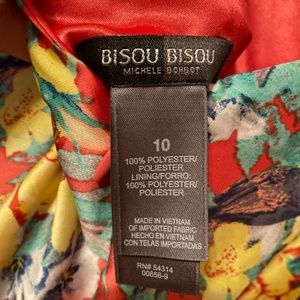 BISOU BISOU
MICHELE BOHBOT
10
100% POLYESTER/
POLIESTER
LINING/FORRO:
100% POLYESTER/
POLIESTER
MADE IN VIETNAM
OF IMPORTED FABRIC
HECHO EN VIETNAM
CON TELAS IMPORTADAS
RN# 54314
00656-9